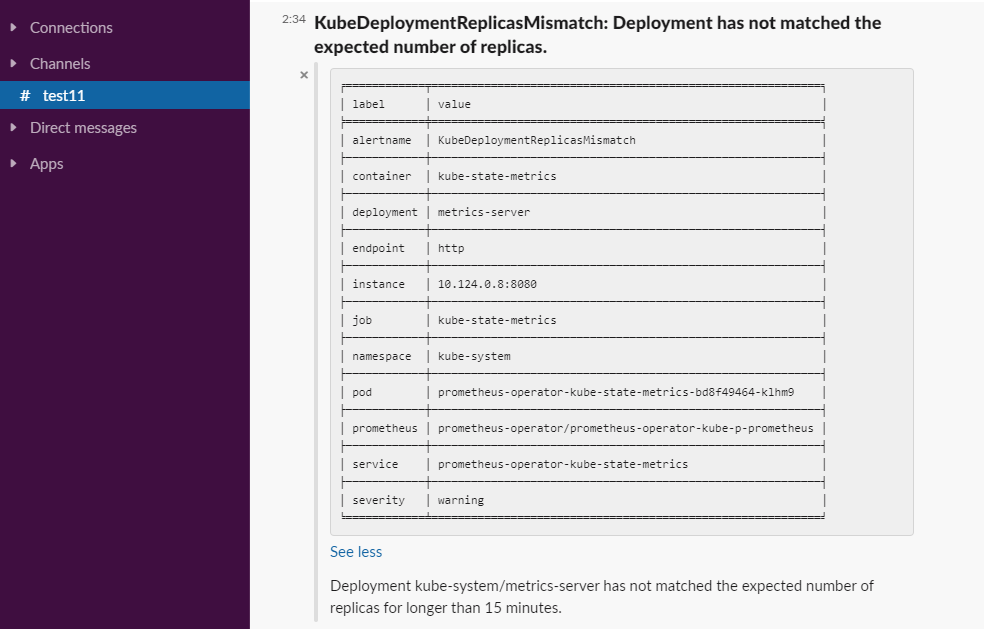 Connections
Channels
# test11
Direct messages
Apps
2:34 KubeDeploymentReplicasMismatch: Deployment has not matched the
expected number of replicas.
×
label | value
alertname | KubeDeploymentReplicasMismatch
container | kube-state-metrics
deployment | metrics-server
endpoint | http
instance | 10.124.0.8:8080
job | kube-state-metrics
namespace | kube-system
pod | prometheus-operator-kube-state-metrics-bd8f49464-klhm9
prometheus | prometheus-operator/prometheus-operator-kube-p-prometheus
service | prometheus-operator-kube-state-metrics
severity | warning
See less
Deployment kube-system/metrics-server has not matched the expected number of
replicas for longer than 15 minutes.